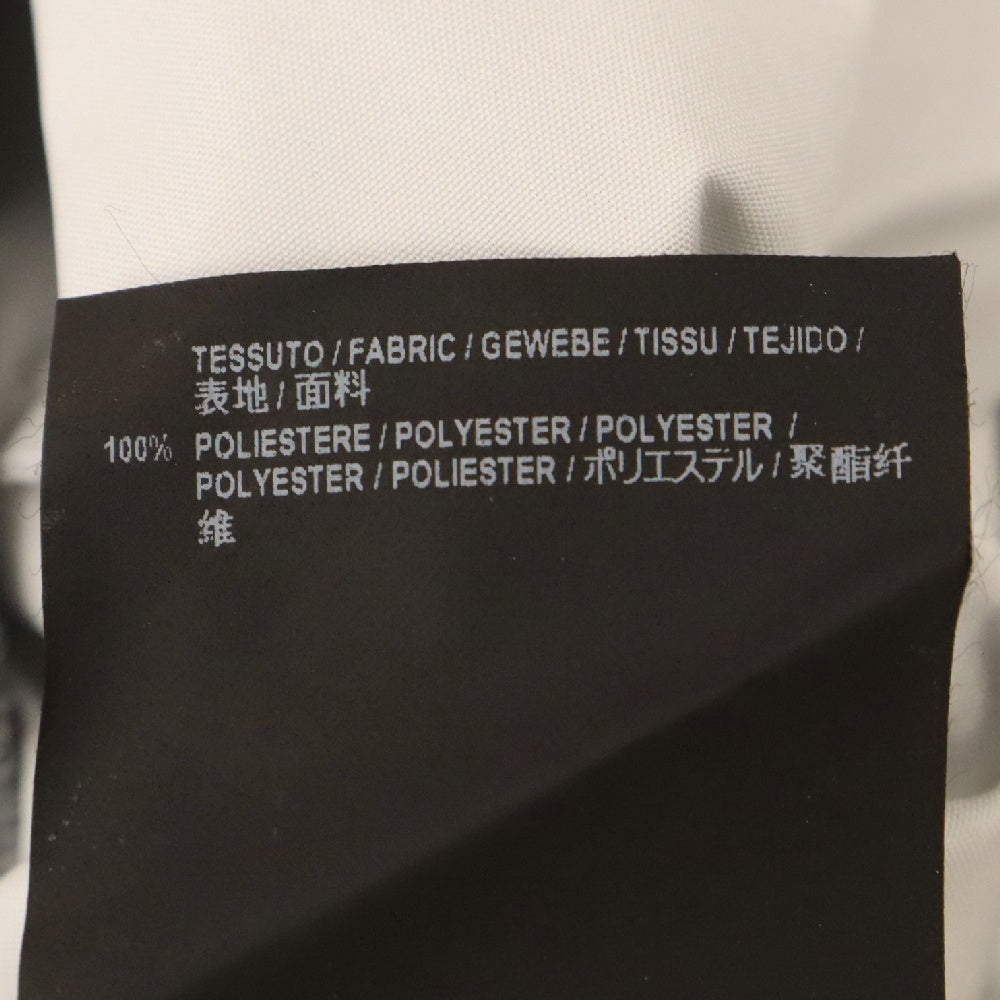 TESSUTO / FABRIC / GEWEBE / TISSU / TEJIDO /
表地 / 面料
100% POLIESTERE / POLYESTER / POLYESTER /
POLYESTER / POLIESTER / ポリエステル / 聚酯纤
维